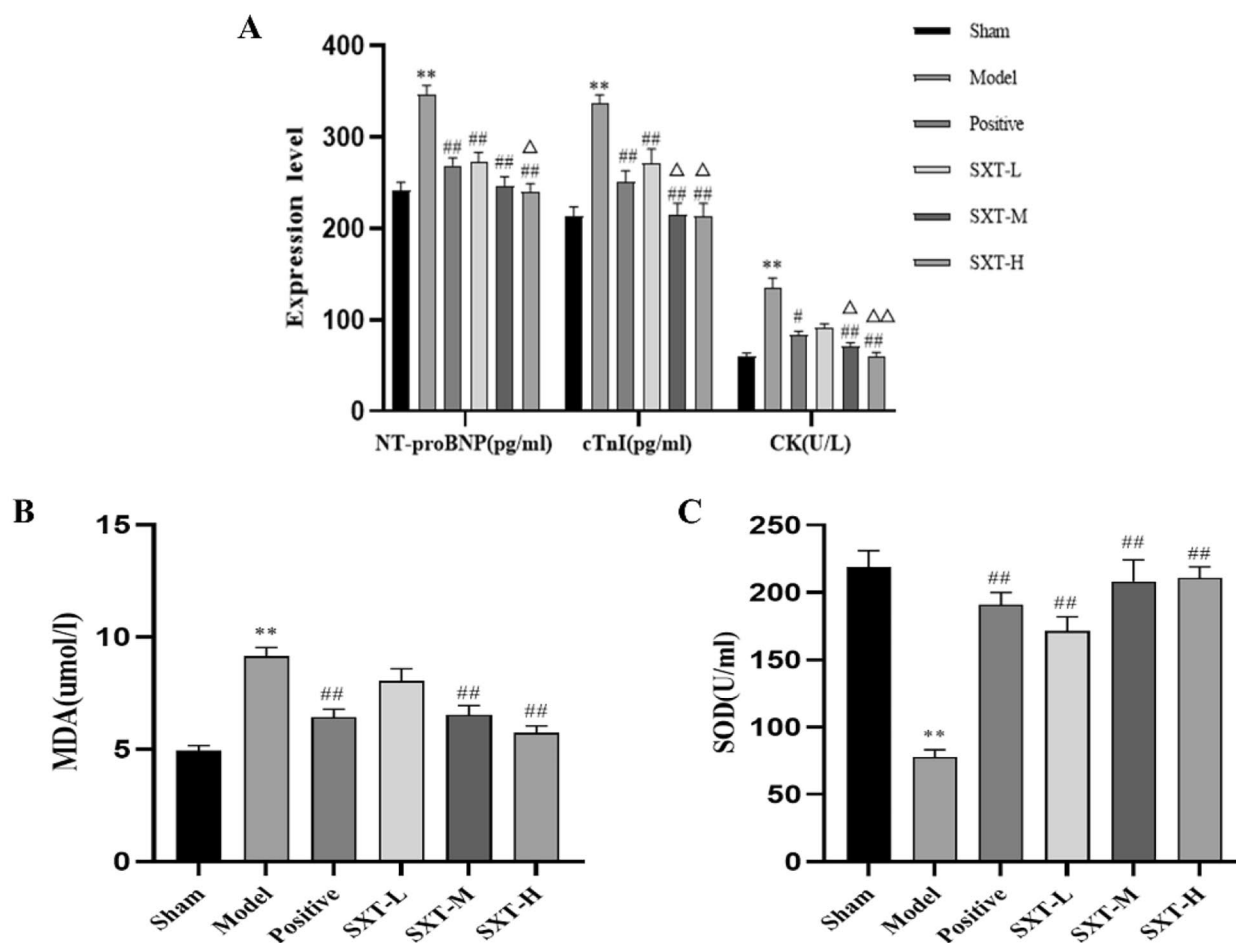 A
Expression level
400
300
200
100
0
** ## ## ## △ ##
** ## ## △ ## △ ##
** # △ ## △△ ##
NT-proBNP(pg/ml) cTnI(pg/ml) CK(U/L)
Sham
Model
Positive
SXT-L
SXT-M
SXT-H
B
MDA(umol/l)
15
10
5
0
** ## ## ##
Sham Model Positive SXT-L SXT-M SXT-H
C
SOD(U/ml)
250
200
150
100
50
0
** ## ## ## ##
Sham Model Positive SXT-L SXT-M SXT-H